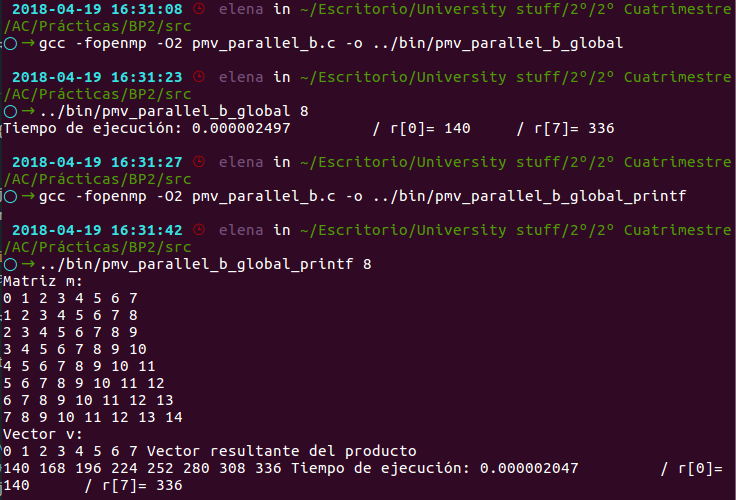 2018-04-19 16:31:08 elena in ~/Escritorio/University stuff/2º/2º Cuatrimestre
/AC/Prácticas/BP2/src
○ →gcc -fopenmp -O2 pmv_parallel_b.c -o ../bin/pmv_parallel_b_global
2018-04-19 16:31:23 elena in ~/Escritorio/University stuff/2º/2º Cuatrimestre
/AC/Prácticas/BP2/src
○ →../bin/pmv_parallel_b_global 8
Tiempo de ejecución: 0.000002497 / r[0]= 140 / r[7]= 336
2018-04-19 16:31:27 elena in ~/Escritorio/University stuff/2º/2º Cuatrimestre
/AC/Prácticas/BP2/src
○ →gcc -fopenmp -O2 pmv_parallel_b.c -o ../bin/pmv_parallel_b_global_printf
2018-04-19 16:31:42 elena in ~/Escritorio/University stuff/2º/2º Cuatrimestre
/AC/Prácticas/BP2/src
○ →../bin/pmv_parallel_b_global_printf 8
Matriz m:
0 1 2 3 4 5 6 7
1 2 3 4 5 6 7 8
2 3 4 5 6 7 8 9
3 4 5 6 7 8 9 10
4 5 6 7 8 9 10 11
5 6 7 8 9 10 11 12
6 7 8 9 10 11 12 13
7 8 9 10 11 12 13 14
Vector v:
0 1 2 3 4 5 6 7 Vector resultante del producto
140 168 196 224 252 280 308 336 Tiempo de ejecución: 0.000002047 / r[0]=
140 / r[7]= 336